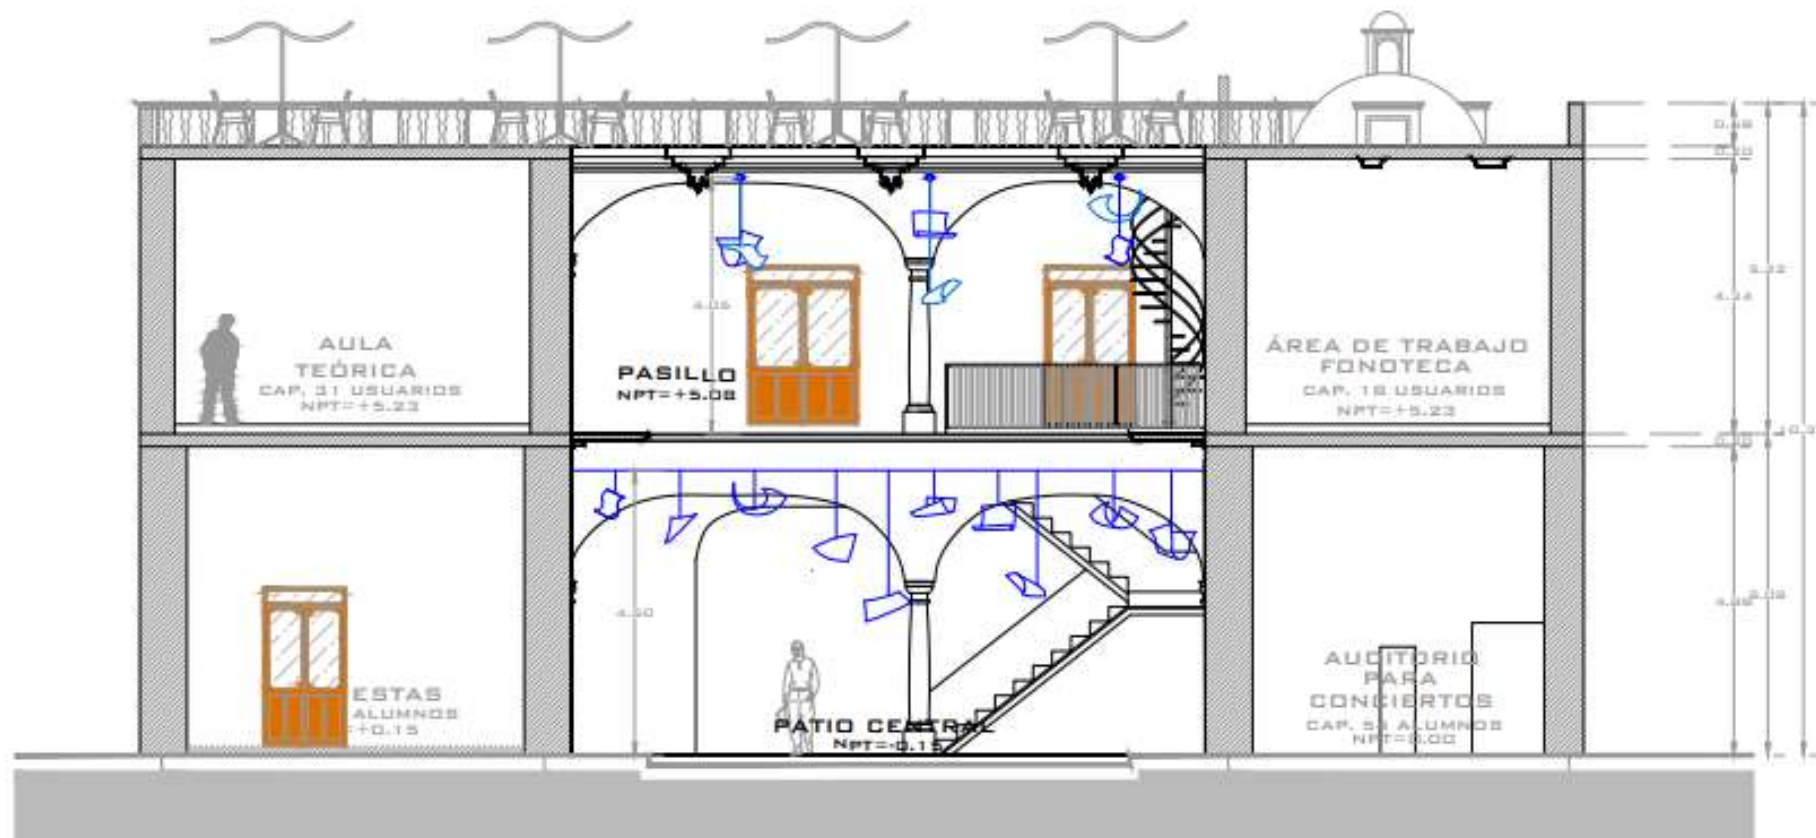 AULA
TEÓRICA
CAP. 31 USUARIOS
NPT=+5.23
4.05
PASILLO
NPT=+5.08
ÁREA DE TRABAJO
FONOTECA
CAP. 18 USUARIOS
NPT=+5.23
ESTAS
ALUMNOS
=+0.15
4.50
PATIO CENTRAL
NPT=-0.15
AUDITORIO
PARA
CONCIERTOS
ALUMNOS
NPT=0.00